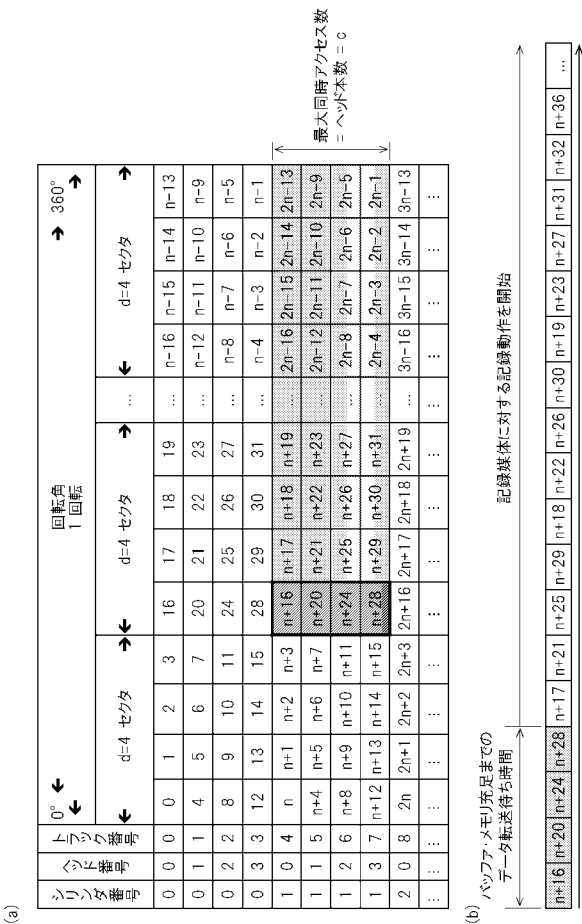 (a)
シリンダ番号 ヘッド番号 トラック番号 0° 回転角 360°
1回転
d=4 セクタ d=4 セクタ … d=4 セクタ
0 0 0 0 1 2 3 16 17 18 19 … n−16 n−15 n−14 n−13
0 1 1 4 5 6 7 20 21 22 23 … n−12 n−11 n−10 n−9
0 2 2 8 9 10 11 24 25 26 27 … n−8 n−7 n−6 n−5
0 3 3 12 13 14 15 28 29 30 31 … n−4 n−3 n−2 n−1
1 0 4 n n+1 n+2 n+3 n+16 n+17 n+18 n+19 … 2n−16 2n−15 2n−14 2n−13
1 1 5 n+4 n+5 n+6 n+7 n+20 n+21 n+22 n+23 … 2n−12 2n−11 2n−10 2n−9
1 2 6 n+8 n+9 n+10 n+11 n+24 n+25 n+26 n+27 … 2n−8 2n−7 2n−6 2n−5
1 3 7 n+12 n+13 n+14 n+15 n+28 n+29 n+30 n+31 … 2n−4 2n−3 2n−2 2n−1
2 0 8 2n 2n+1 2n+2 2n+3 2n+16 2n+17 2n+18 2n+19 … 3n−16 3n−15 3n−14 3n−13
⋮ ⋮ ⋮ ⋮ ⋮ ⋮ ⋮ ⋮ ⋮ ⋮ ⋮ ⋮ ⋮ ⋮ ⋮ ⋮
最大同時アクセス数
= ヘッド本数 = c
(b)
バッファ・メモリ充足までの
データ転送待ち時間
記録媒体に対する記録動作を開始
n+16 n+20 n+24 n+28 n+17 n+21 n+25 n+29 n+18 n+22 n+26 n+30 n+19 n+23 n+27 n+31 n+32 n+36 …